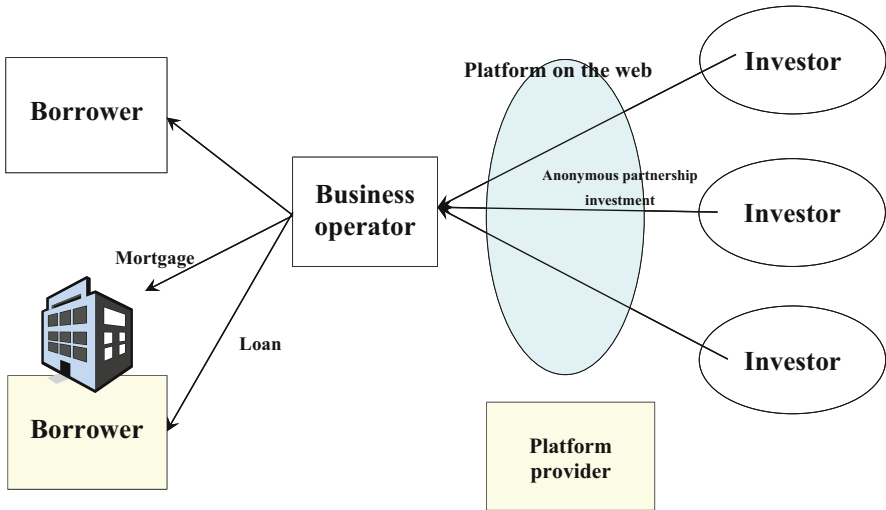 Platform on the web
Investor
Borrower
Business
operator
Anonymous partnership
investment
Investor
Mortgage
Loan
Investor
Borrower
Platform
provider